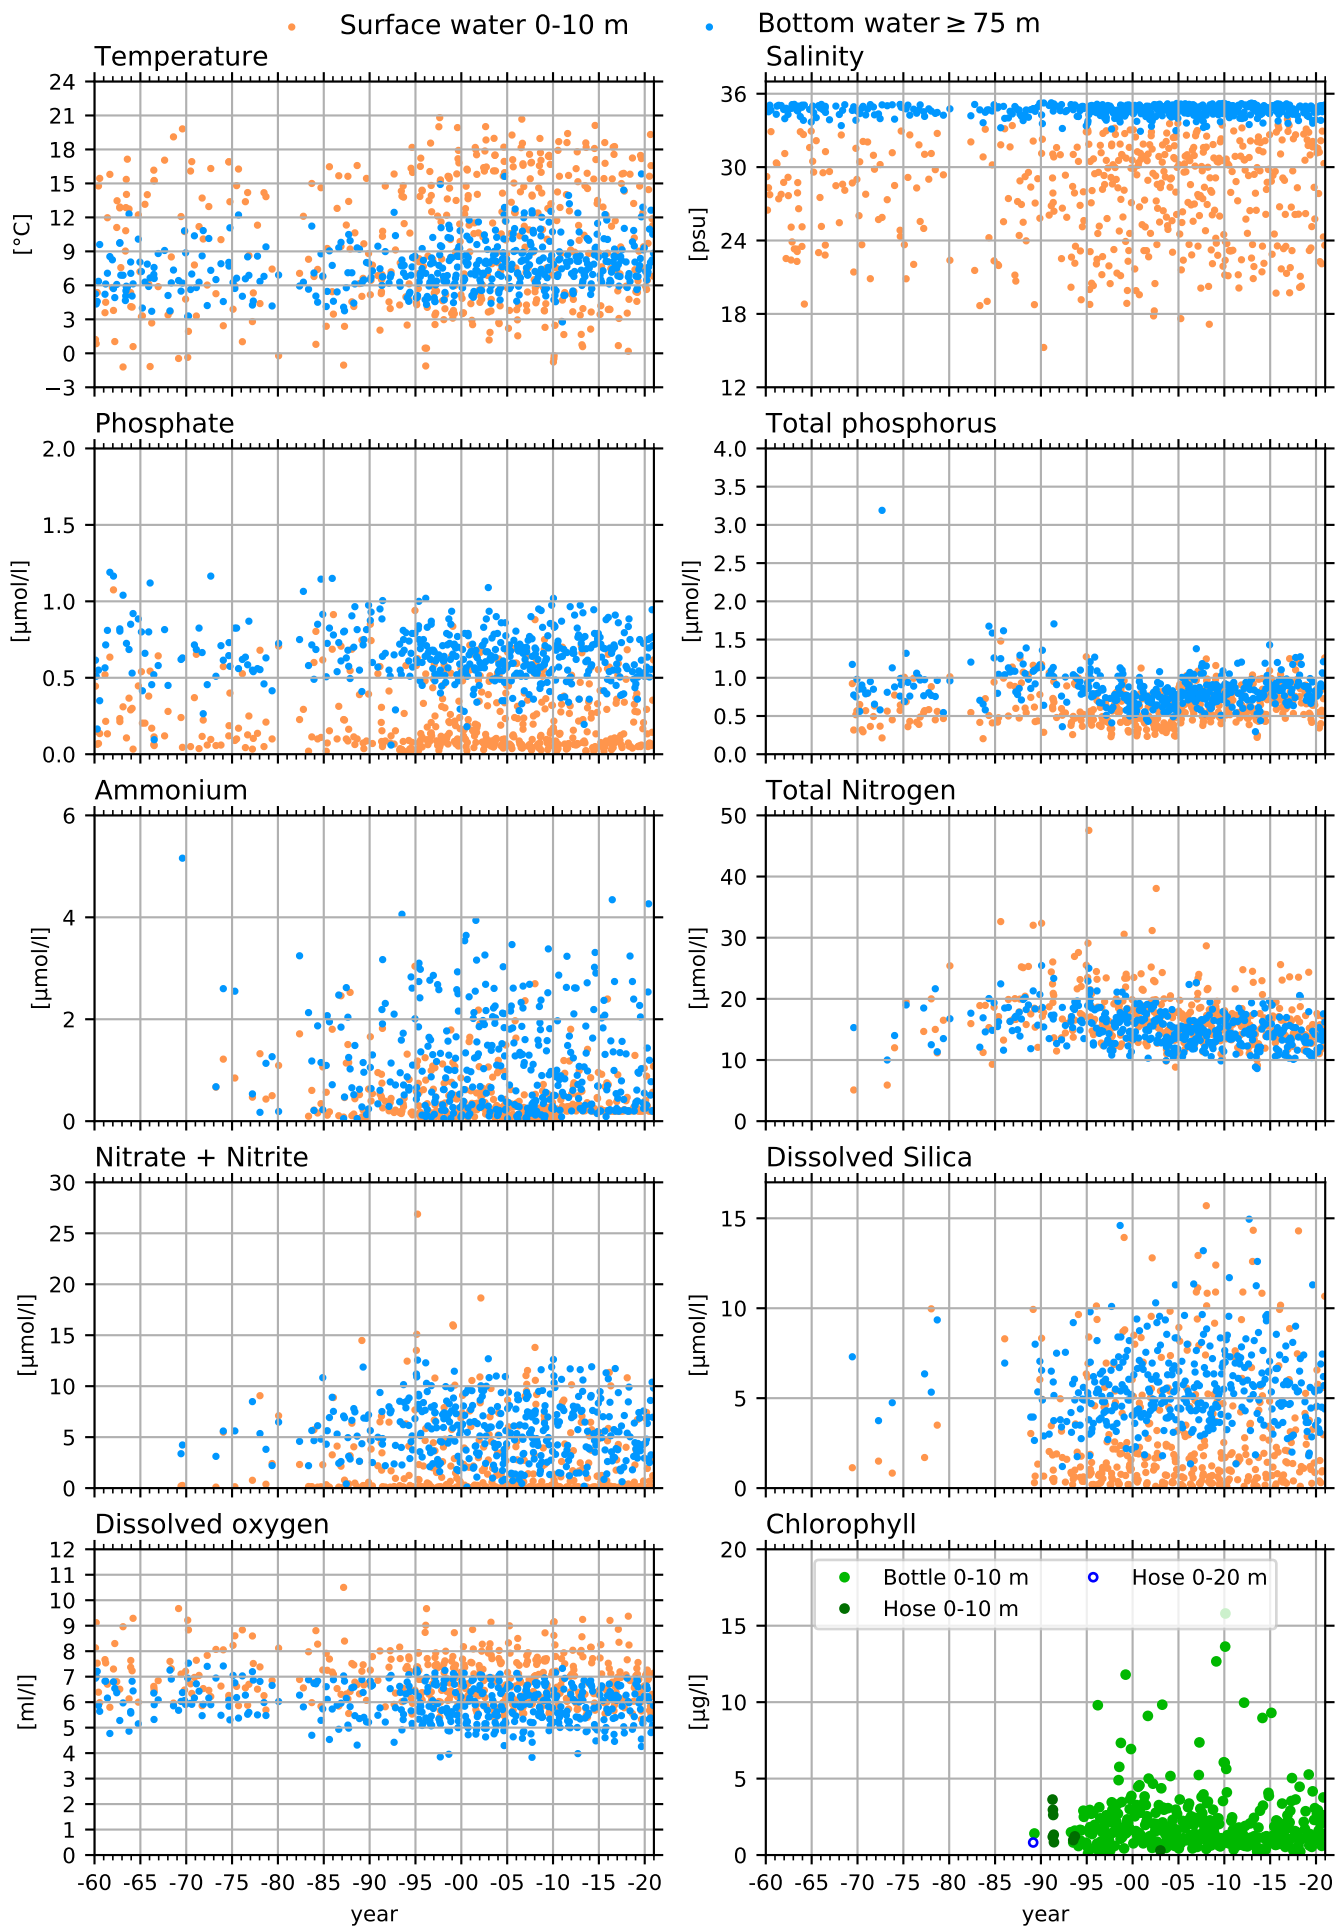 Surface water 0-10 m
Bottom water ≥ 75 m
Temperature
24
21
18
15
12
9
6
3
0
−3
[°C]
Salinity
36
30
24
18
12
[psu]
Phosphate
2.0
1.5
1.0
0.5
0.0
[µmol/l]
Total phosphorus
4.0
3.5
3.0
2.5
2.0
1.5
1.0
0.5
0.0
[µmol/l]
Ammonium
6
4
2
0
[µmol/l]
Total Nitrogen
50
40
30
20
10
0
[µmol/l]
Nitrate + Nitrite
30
25
20
15
10
5
0
[µmol/l]
Dissolved Silica
15
10
5
0
[µmol/l]
Dissolved oxygen
12
11
10
9
8
7
6
5
4
3
2
1
0
[ml/l]
-60 -65 -70 -75 -80 -85 -90 -95 -00 -05 -10 -15 -20
year
Chlorophyll
Bottle 0-10 m
Hose 0-10 m
Hose 0-20 m
20
15
10
5
0
[µg/l]
-60 -65 -70 -75 -80 -85 -90 -95 -00 -05 -10 -15 -20
year